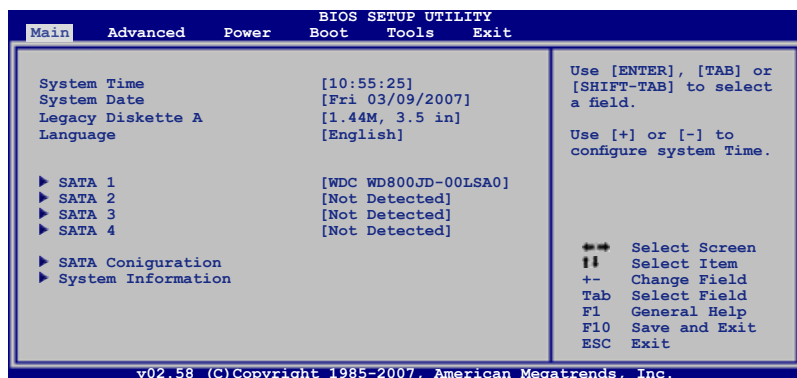 BIOS SETUP UTILITY
Main Advanced Power Boot Tools Exit
System Time [10:55:25]
System Date [Fri 03/09/2007]
Legacy Diskette A [1.44M, 3.5 in]
Language [English]
SATA 1 [WDC WD800JD-00LSA0]
SATA 2 [Not Detected]
SATA 3 [Not Detected]
SATA 4 [Not Detected]
SATA Coniguration
System Information
Use [ENTER], [TAB] or
[SHIFT-TAB] to select
a field.
Use [+] or [-] to
configure system Time.
Select Screen
Select Item
+- Change Field
Tab Select Field
F1 General Help
F10 Save and Exit
ESC Exit
v02.58 (C)Copyright 1985-2007, American Megatrends, Inc.